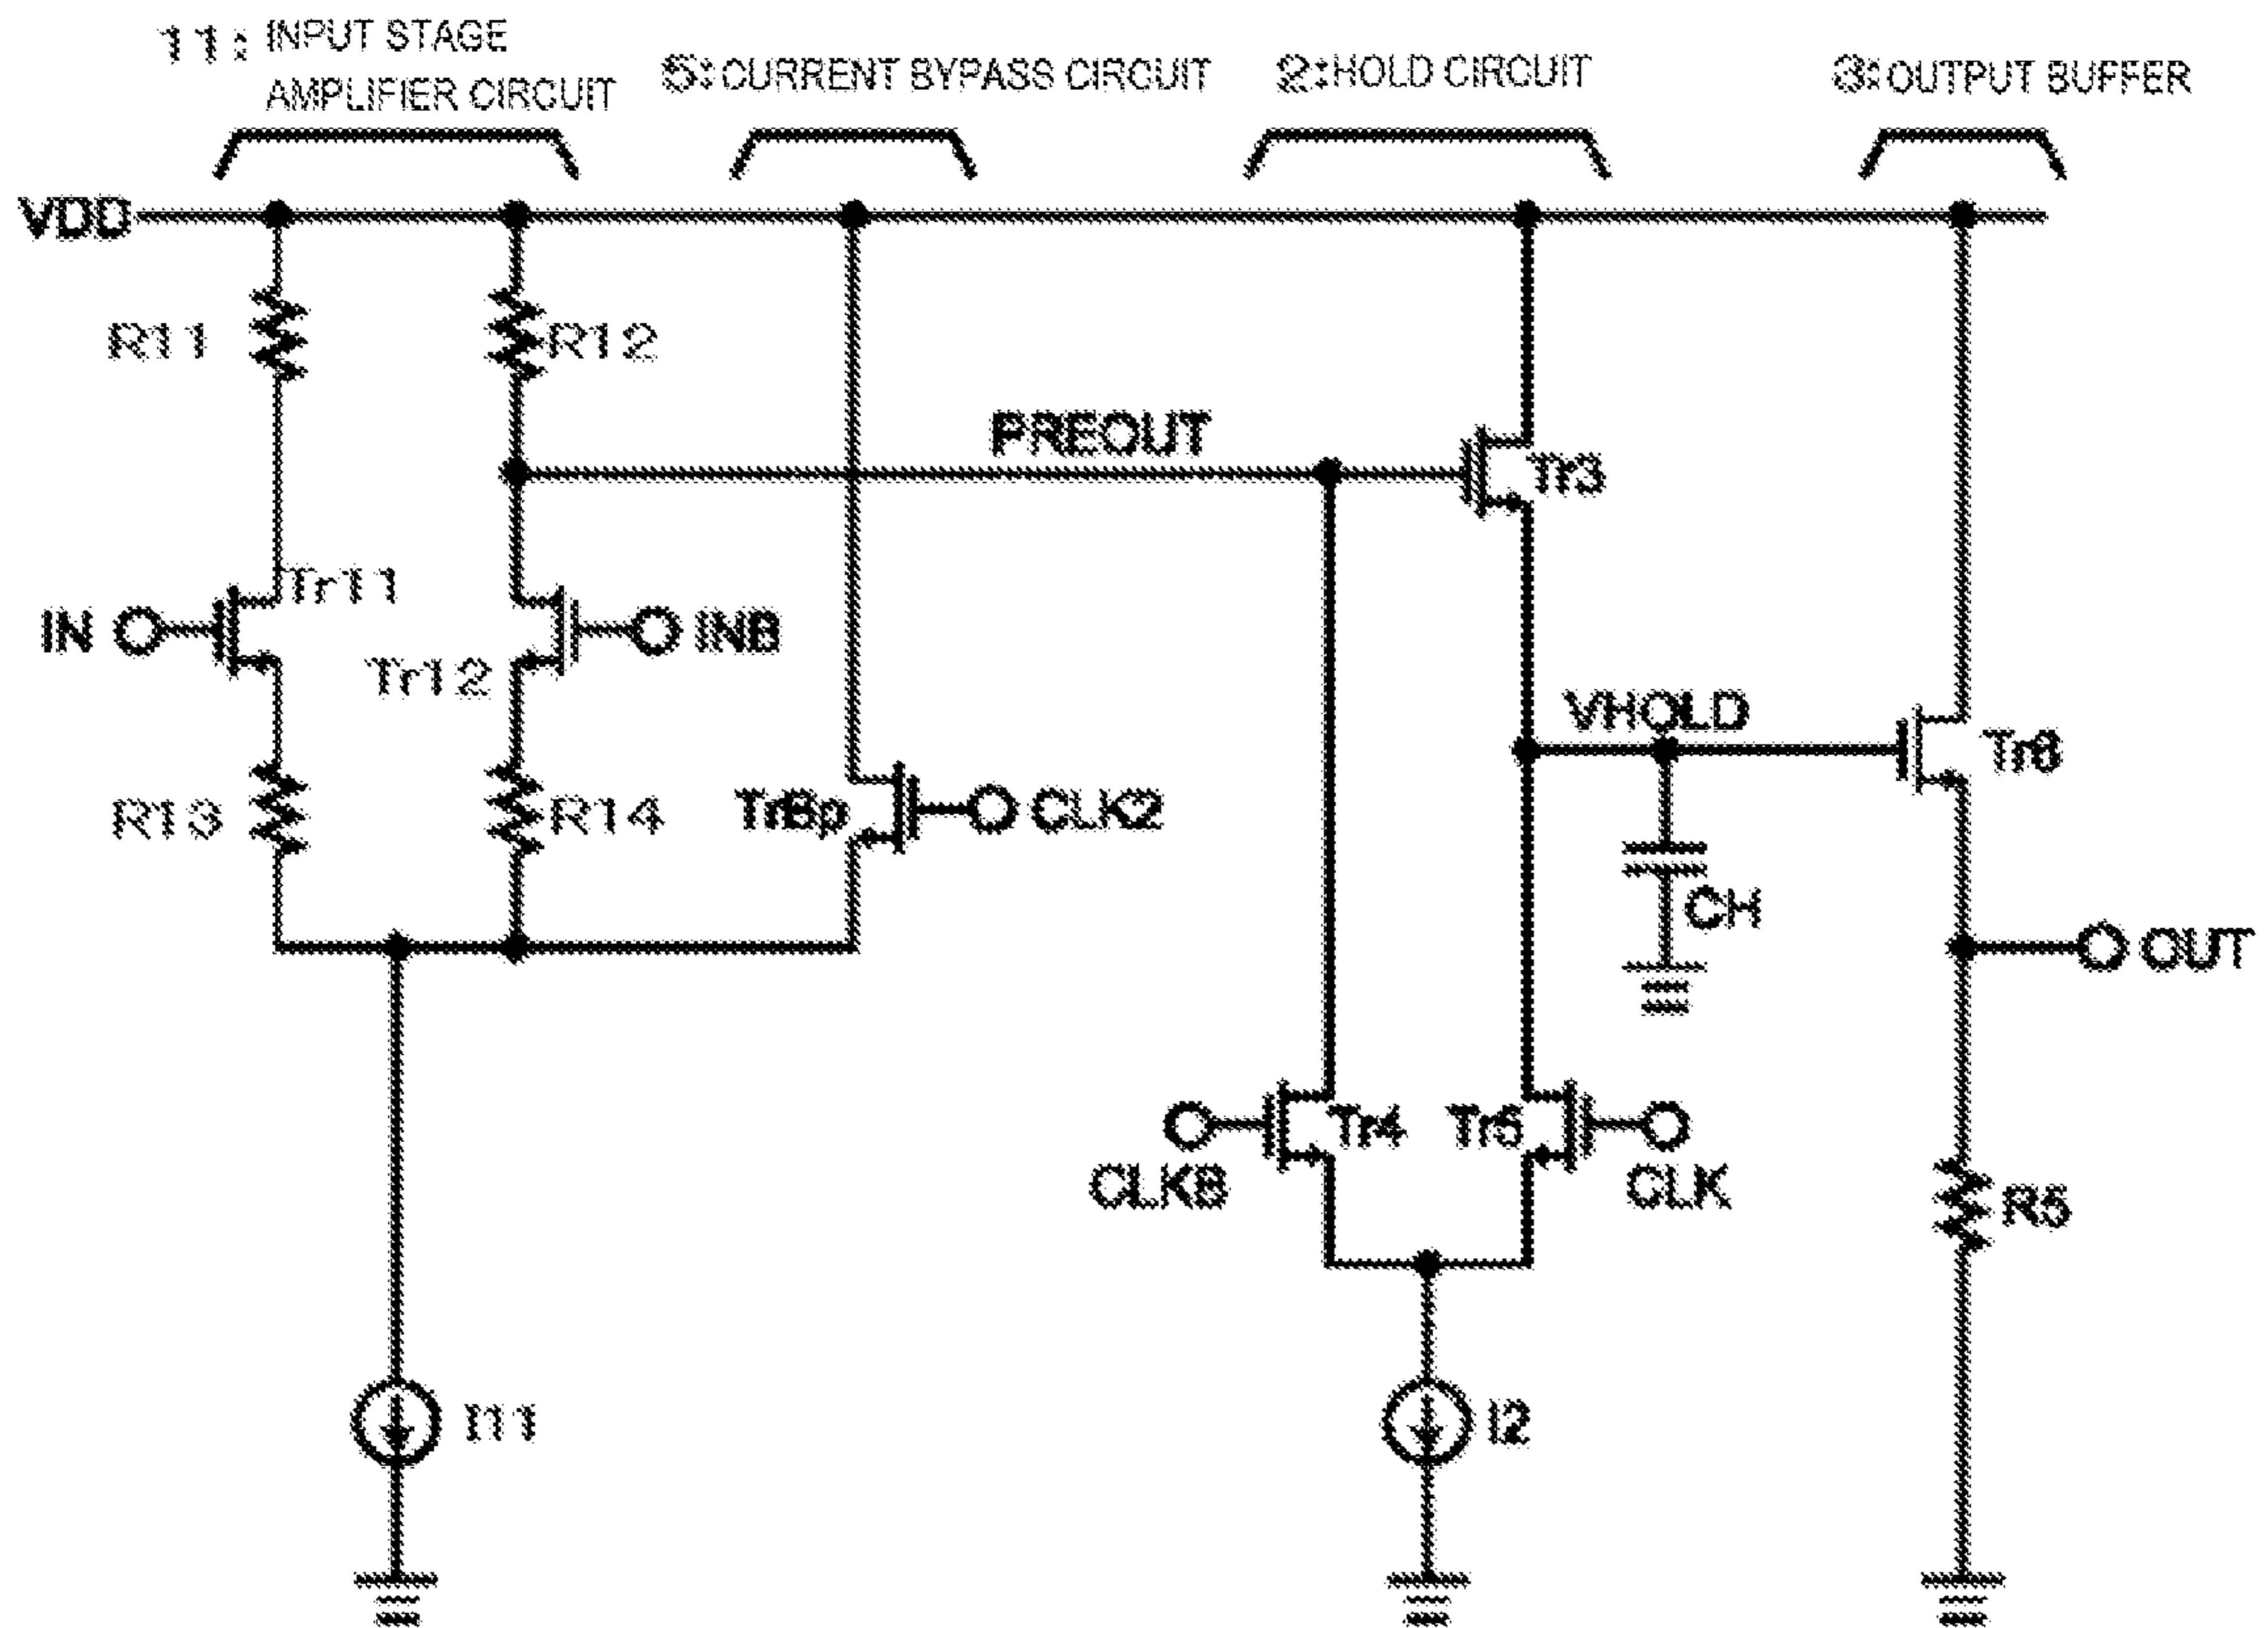 11: INPUT STAGE
AMPLIFIER CIRCUIT
5:CURRENT BYPASS CIRCUIT
2:HOLD CIRCUIT
3:OUTPUT BUFFER
VDD
R11
R12
PREOUT
Tr3
Tr11
IN
INB
Tr12
VHOLD
Tr6
R13
R14
TrBp
CLK2
CH
OUT
Tr4
Tr5
CLKB
CLK
R5
I11
I2